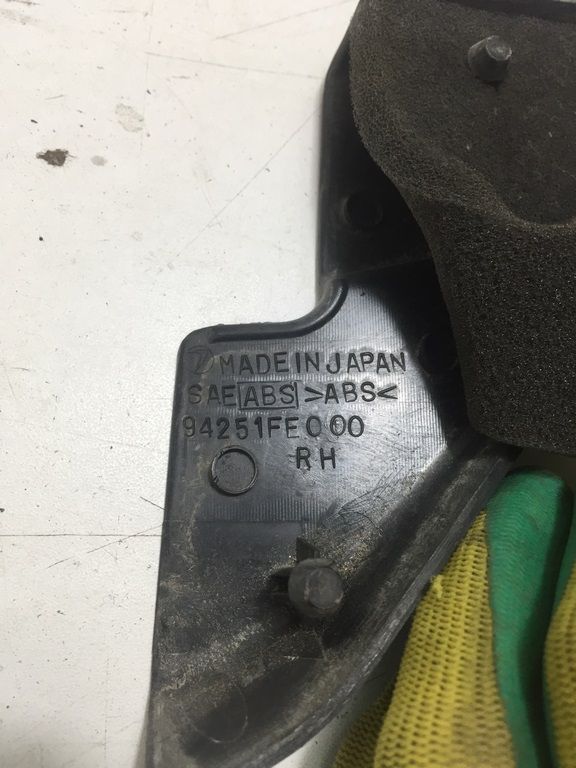 MADE IN JAPAN
SAE ABS >ABS<
94251FE000
RH